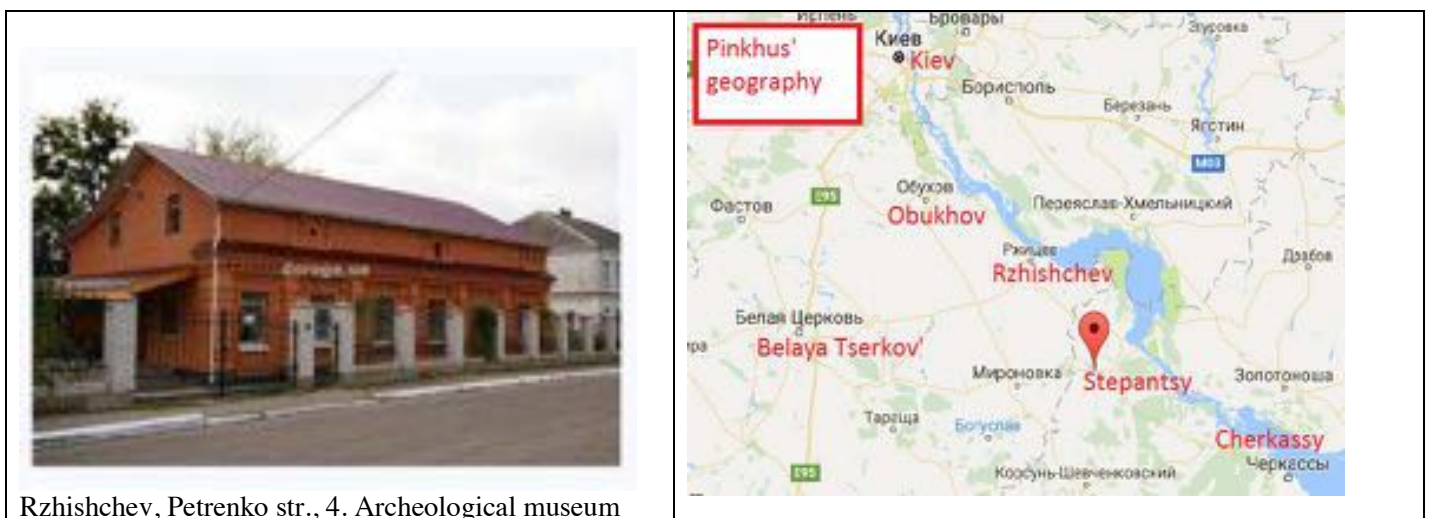 Rzhishchev, Petrenko str., 4. Archeological museum
Pinkhus'
geography
Бровары
Киев
Kiev
Борисполь
Березань
Яготин
М03
Обухов
Obukhov
Фастов
E95
Переяслав-Хмельницкий
Ржищев
Rzhishchev
Драбов
Белая Церковь
Belaya Tserkov'
Мироновка
Stepantsy
Золотоноша
Тараща
Богуслав
Cherkassy
Черкассы
E95
Корсунь-Шевченковский